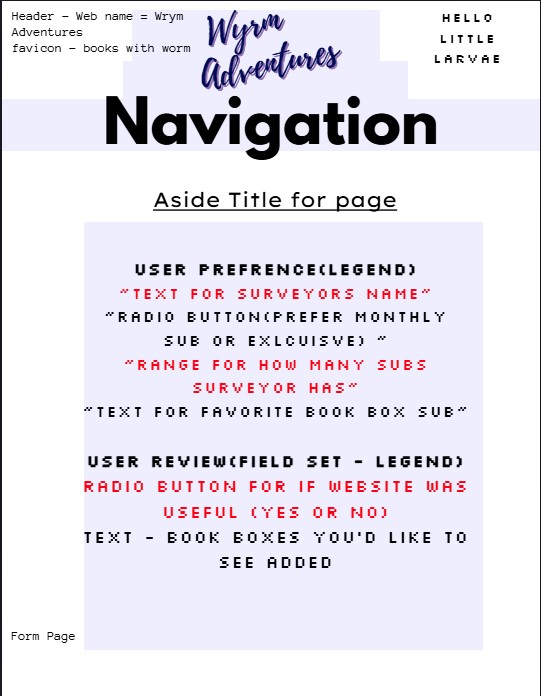 Header - Web name = Wrym
Adventures
favicon - books with worm
Wyrm
Adventures
HELLO
LITTLE
LARVAE
Navigation
Aside Title for page
USER PREFRENCE(LEGEND)
"TEXT FOR SURVEYORS NAME"
"RADIO BUTTON(PREFER MONTHLY
SUB OR EXLCUISVE) "
"RANGE FOR HOW MANY SUBS
SURVEYOR HAS"
"TEXT FOR FAVORITE BOOK BOX SUB"
USER REVIEW(FIELD SET - LEGEND)
RADIO BUTTON FOR IF WEBSITE WAS
USEFUL (YES OR NO)
TEXT - BOOK BOXES YOU'D LIKE TO
SEE ADDED
Form Page